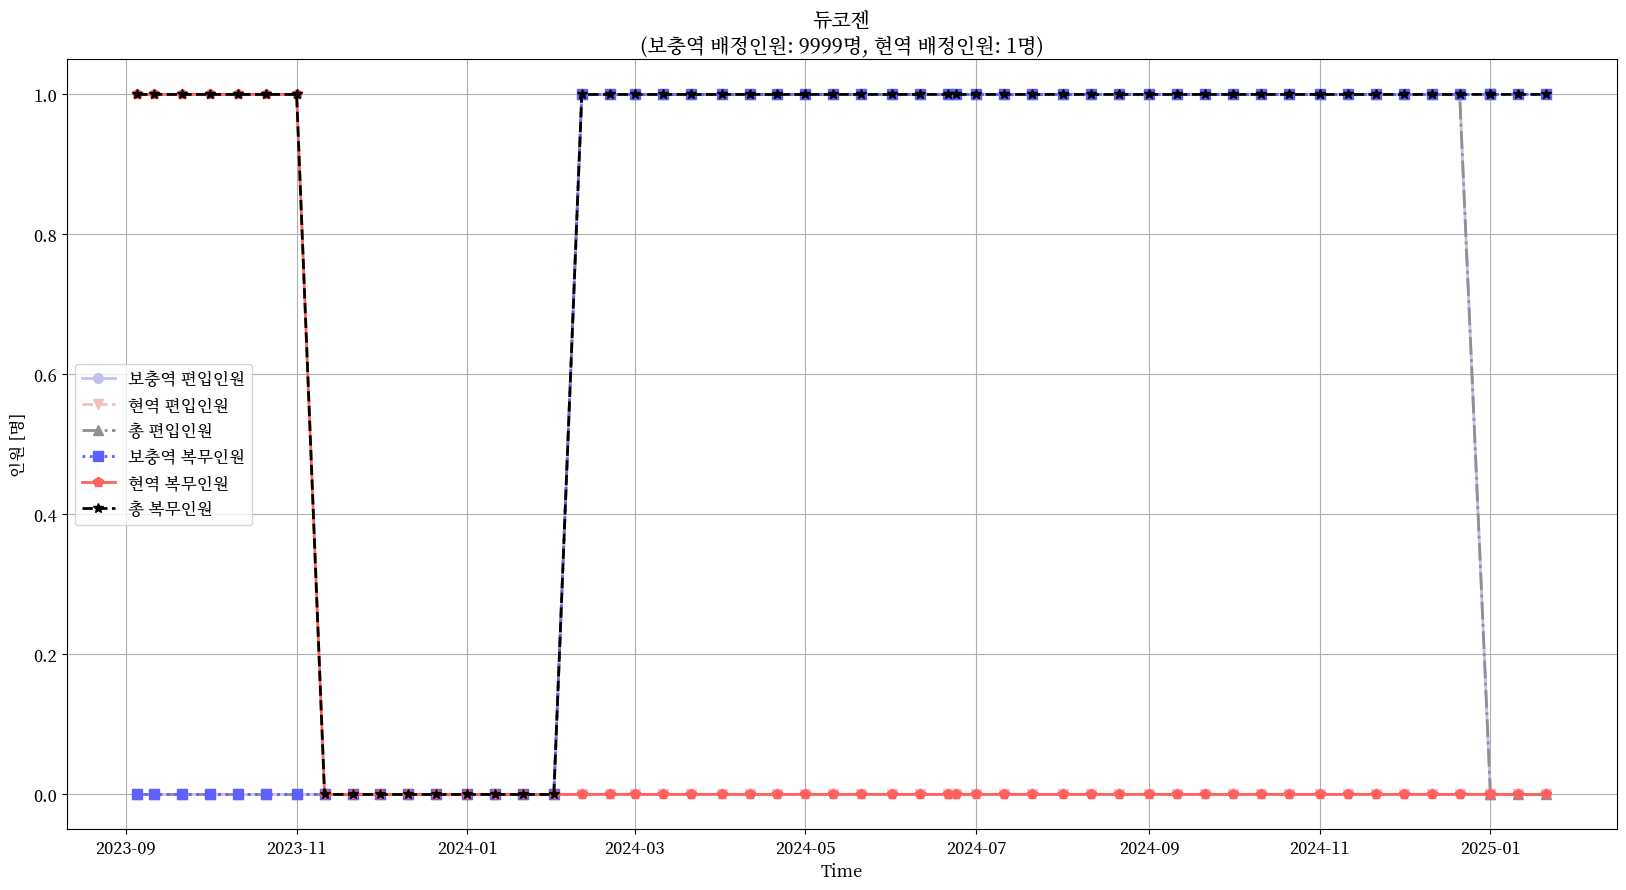 듀코젠
(보충역 배정인원: 9999명, 현역 배정인원: 1명)
1.0
0.8
0.6
0.4
0.2
0.0
인원 [명]
보충역 편입인원
현역 편입인원
총 편입인원
보충역 복무인원
현역 복무인원
총 복무인원
2023-09
2023-11
2024-01
2024-03
2024-05
2024-07
2024-09
2024-11
2025-01
Time